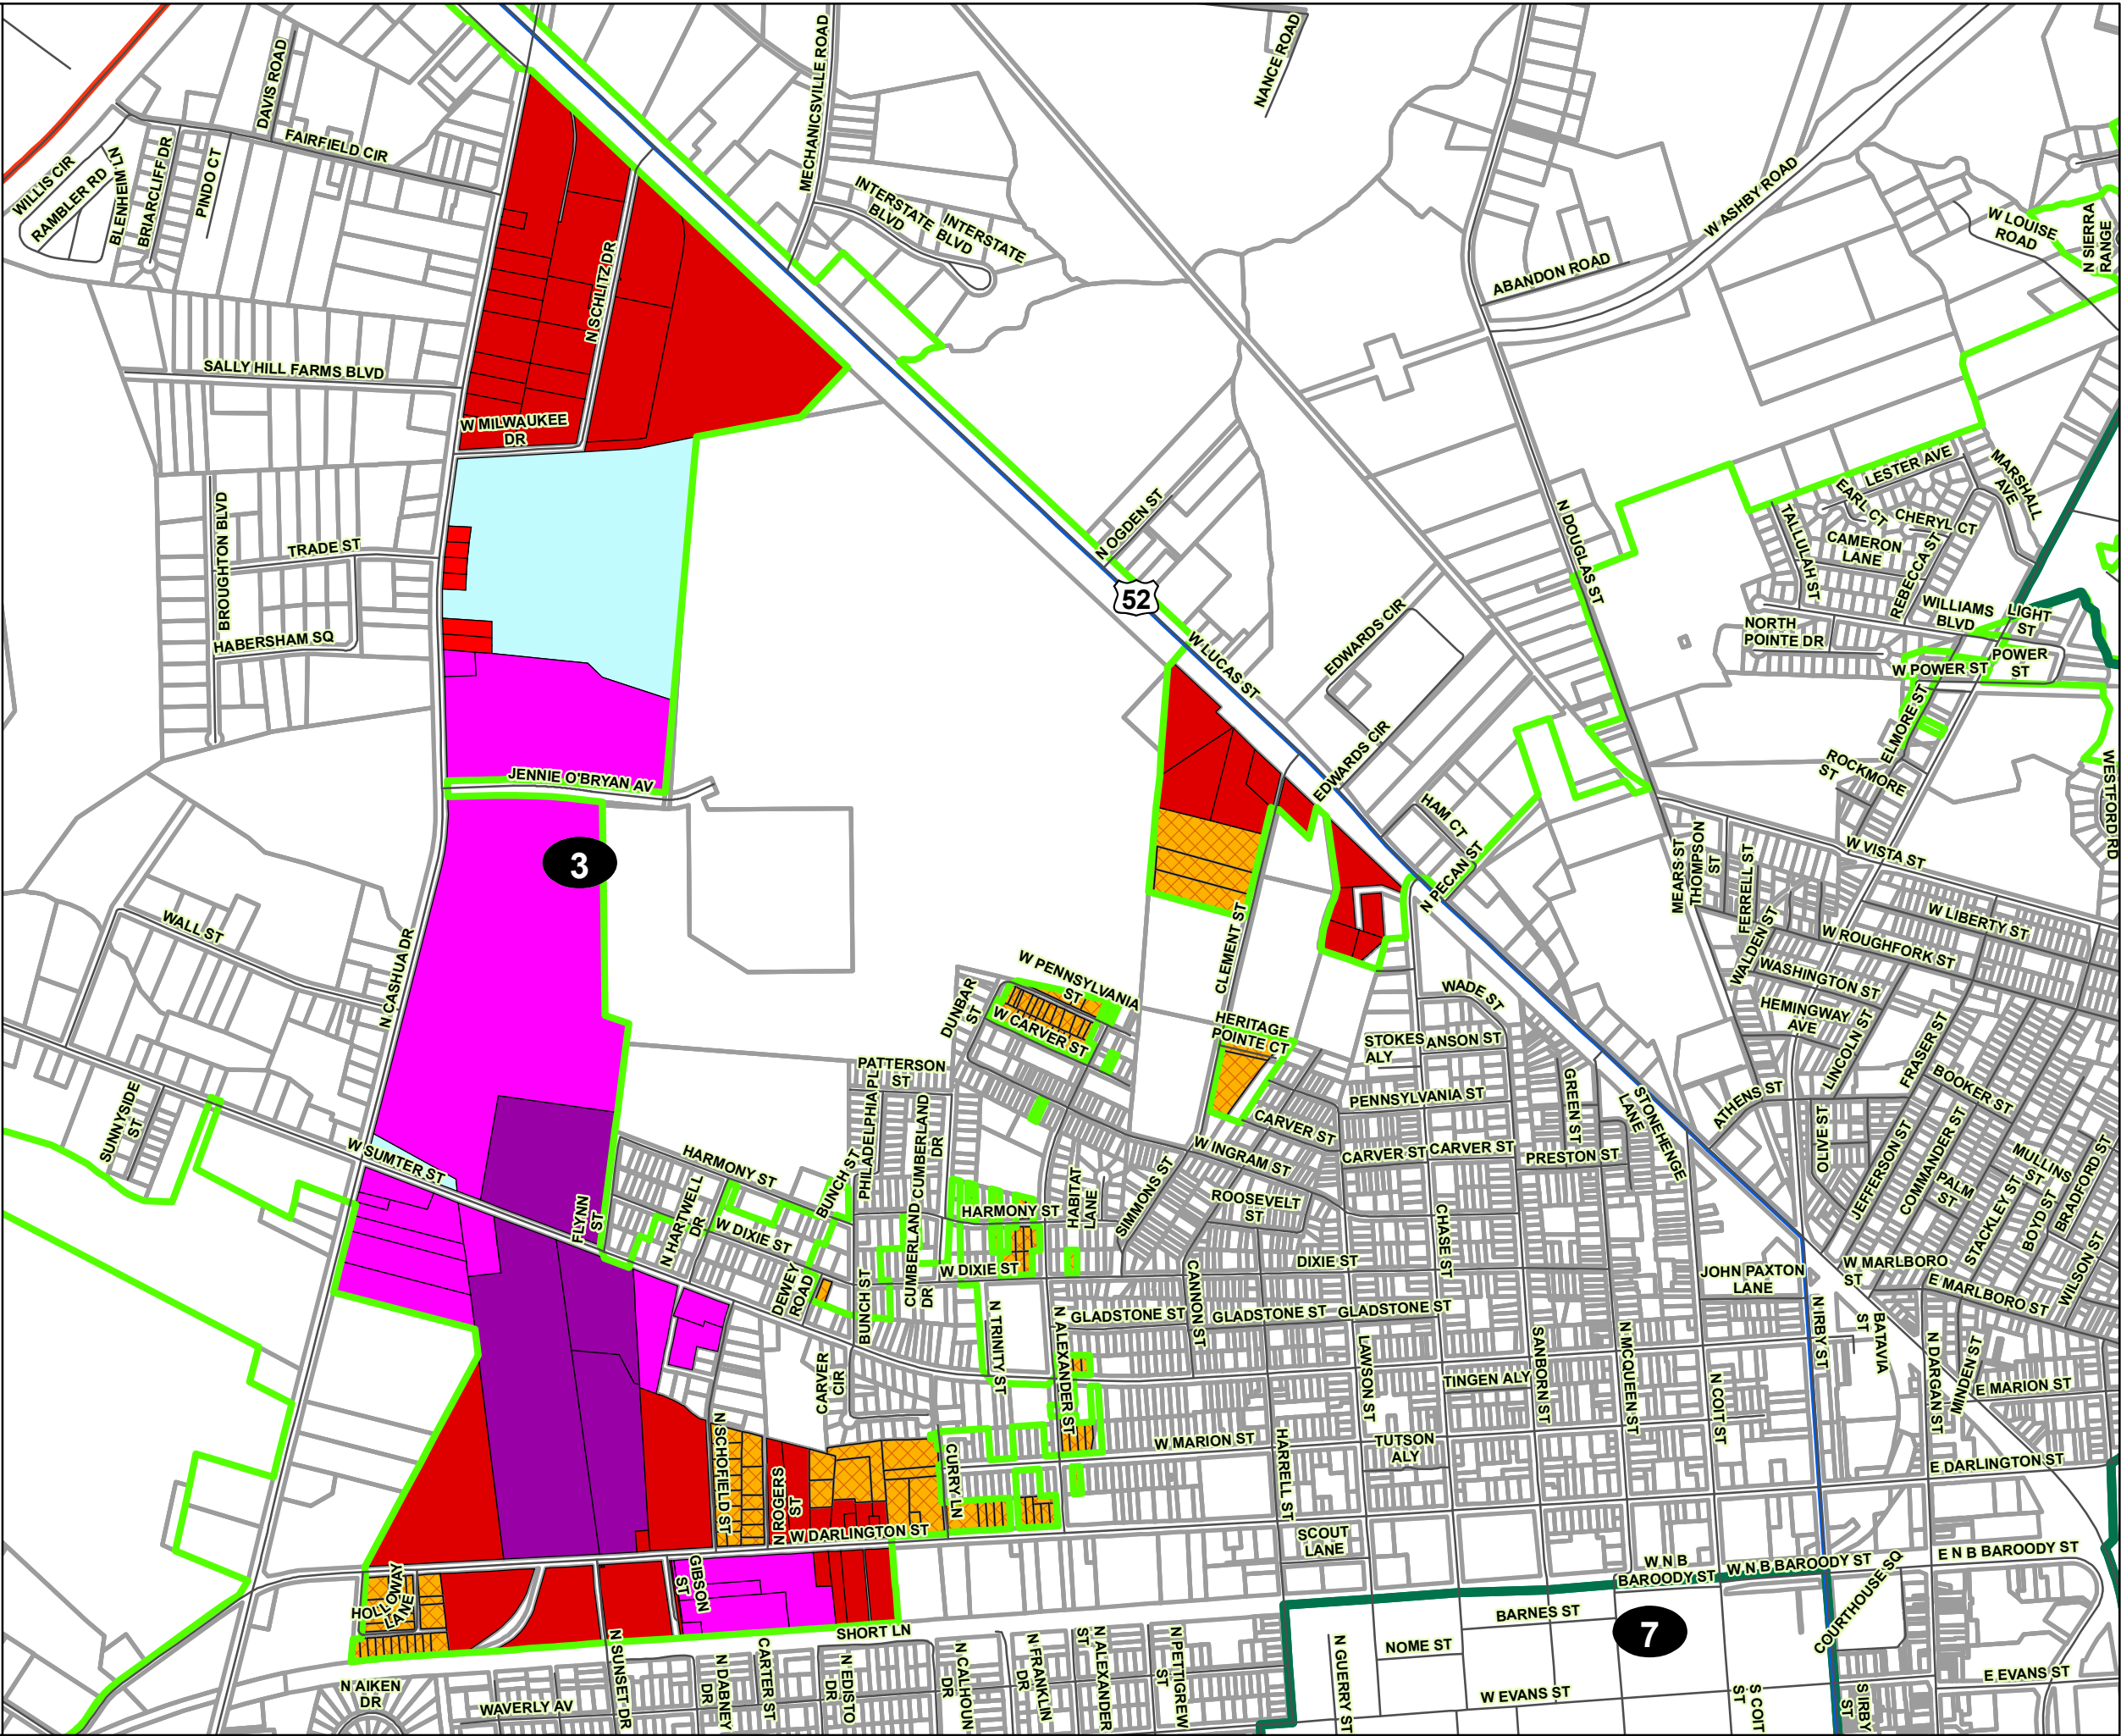 NANCE ROAD
DAVIS ROAD
MECHANICSVILLE ROAD
FAIRFIELD CIR
WILLIS CIR
RAMBLER RD
BLENHEIM LN
BRIARCLIFF DR
PINDO CT
INTERSTATE
BLVD
INTERSTATE
BLVD
W ASHBY ROAD
ABANDON ROAD
W LOUISE
ROAD
N SIERRA
RANGE
N SCHLITZ DR
SALLY HILL FARMS BLVD
W MILWAUKEE
DR
BROUGHTON BLVD
TRADE ST
HABERSHAM SQ
N OGDEN ST
52
W LUCAS ST
EDWARDS CIR
EDWARDS CIR
N DOUGLAS ST
LESTER AVE
MARSHALL
AVE
EARL CT
CHERYL CT
TALLULAH ST
CAMERON
LANE
REBECCA ST
WILLIAMS
BLVD
LIGHT
ST
NORTH
POINTE DR
POWER
ST
W POWER ST
ELMORE ST
ROCKMORE
ST
WESTFORD RD
JENNIE O'BRYAN AV
3
HAM CT
N PECAN ST
MEARS ST
THOMPSON
ST
FERRELL ST
W VISTA ST
W LIBERTY ST
WALDEN ST
W ROUGHFORK ST
WASHINGTON ST
HEMINGWAY
AVE
LINCOLN ST
FRASER ST
BOOKER ST
WALL ST
N CASHUA DR
CLEMENT ST
W PENNSYLVANIA
ST
DUNBAR
ST
W CARVER ST
HERITAGE
POINTE CT
WADE ST
STOKES
ALY
ANSON ST
PATTERSON
ST
PENNSYLVANIA ST
GREEN ST
STONEHENGE
LANE
ATHENS ST
OLIVE ST
JEFFERSON ST
COMMANDER ST
PALM
ST
MULLINS
ST
STACKLEY ST
BOYD ST
BRADFORD ST
WILSON ST
SUNNYSIDE
ST
W SUMTER ST
FLYNN
ST
HARMONY ST
N HARTWELL
DR
W DIXIE ST
BUNCH ST
PHILADELPHIA PL
CUMBERLAND
DR
CUMBERLAND
DR
HARMONY ST
W DIXIE ST
HABITAT
LANE
SIMMONS ST
W INGRAM ST
CARVER ST
CARVER ST
CARVER ST
PRESTON ST
ROOSEVELT
ST
DIXIE ST
CHASE ST
DEWEY
ROAD
BUNCH ST
CARVER
CIR
N TRINITY ST
N ALEXANDER ST
GLADSTONE ST
GLADSTONE ST
GLADSTONE ST
CANNON ST
LAWSON ST
TINGEN ALY
SANBORN ST
N MCQUEEN ST
N COIT ST
JOHN PAXTON
LANE
W MARLBORO
ST
E MARLBORO ST
N IRBY ST
BATAVIA
ST
N DARGAN ST
MINDEN ST
E MARION ST
W MARION ST
TUTSON
ALY
HARRELL ST
E DARLINGTON ST
N SCHOFIELD ST
N ROGERS
ST
CURRY LN
W DARLINGTON ST
SCOUT
LANE
W N B
BAROODY ST
W N B BAROODY ST
E N B BAROODY ST
COURTHOUSE SQ
HOLLOWAY
LANE
GIBSON
ST
SHORT LN
BARNES ST
NOME ST
7
N AIKEN
DR
WAVERLY AV
N SUNSET DR
N DABNEY
DR
CARTER ST
N EDISTO
DR
N CALHOUN
DR
N FRANKLIN
DR
N ALEXANDER
ST
N PETTIGREW
ST
N GUERRY ST
W EVANS ST
S COIT
ST
S IRBY
ST
E EVANS ST